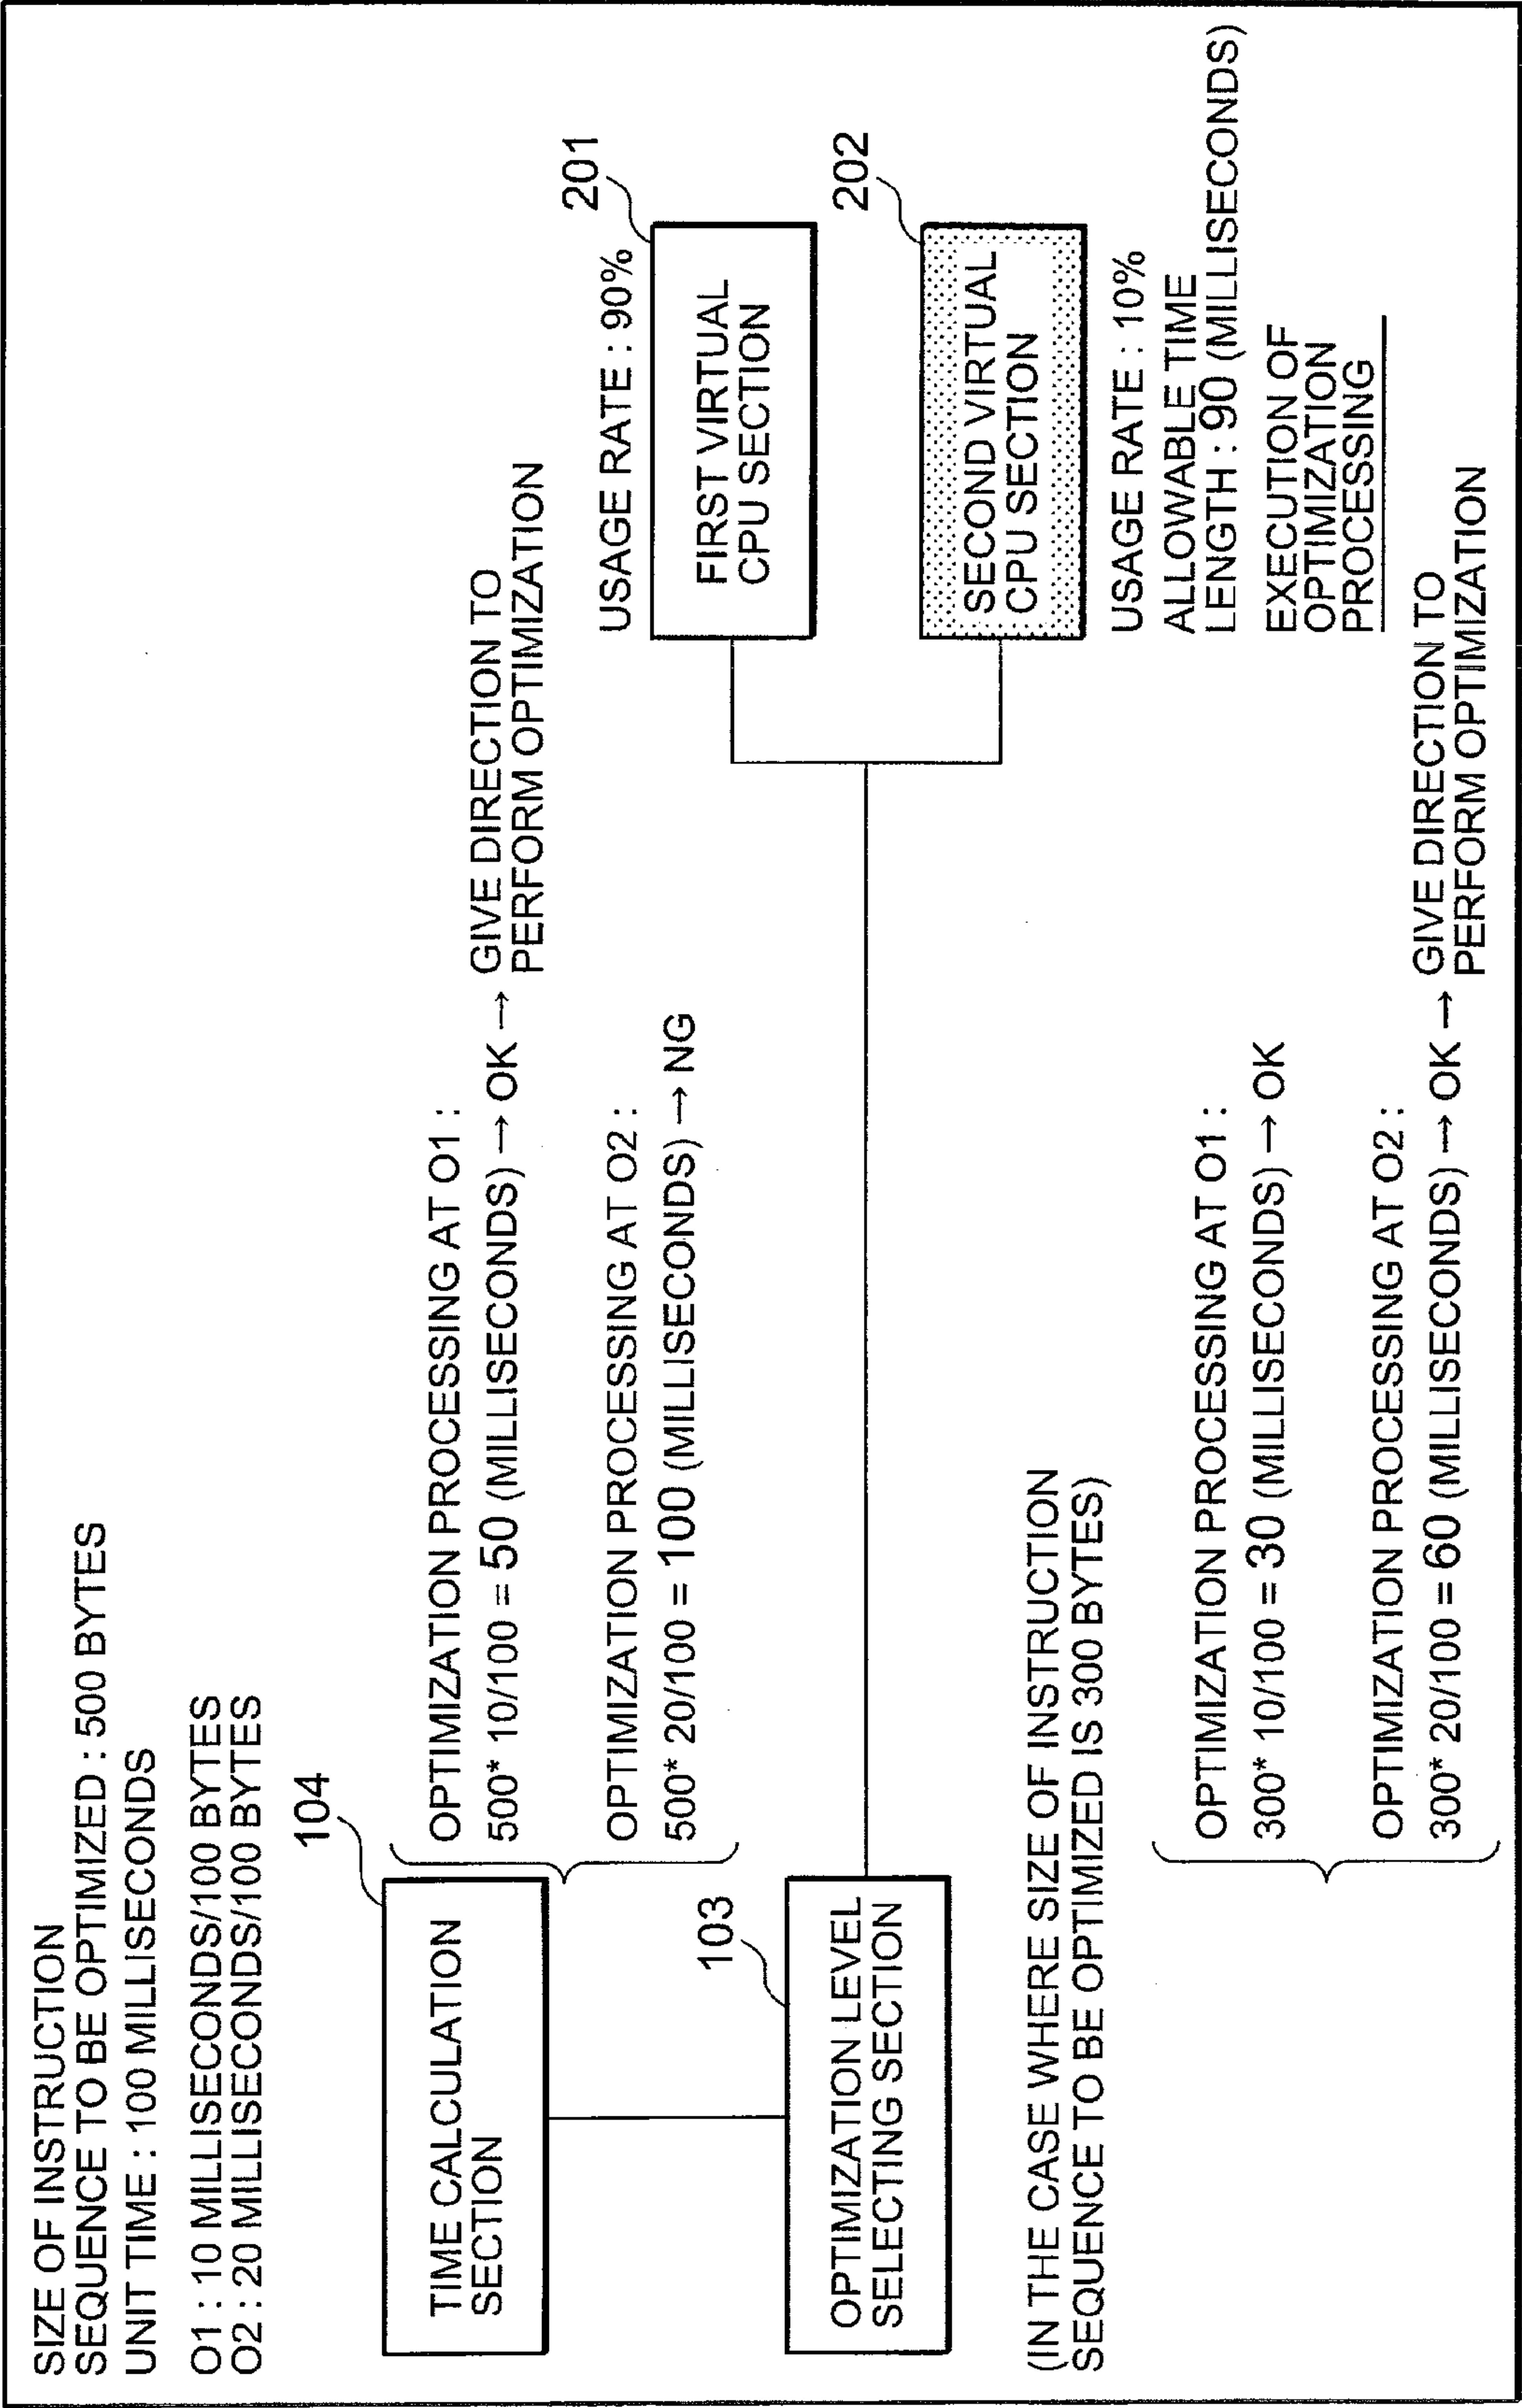 SIZE OF INSTRUCTION
SEQUENCE TO BE OPTIMIZED : 500 BYTES
UNIT TIME : 100 MILLISECONDS
O1 : 10 MILLISECONDS/100 BYTES
O2 : 20 MILLISECONDS/100 BYTES
104
TIME CALCULATION
SECTION
OPTIMIZATION PROCESSING AT O1 :
500* 10/100 = 50 (MILLISECONDS) → OK → GIVE DIRECTION TO
PERFORM OPTIMIZATION
OPTIMIZATION PROCESSING AT O2 :
500* 20/100 = 100 (MILLISECONDS) → NG
103
OPTIMIZATION LEVEL
SELECTING SECTION
USAGE RATE : 90%
201
FIRST VIRTUAL
CPU SECTION
202
SECOND VIRTUAL
CPU SECTION
USAGE RATE : 10%
ALLOWABLE TIME
LENGTH : 90 (MILLISECONDS)
EXECUTION OF
OPTIMIZATION
PROCESSING
(IN THE CASE WHERE SIZE OF INSTRUCTION
SEQUENCE TO BE OPTIMIZED IS 300 BYTES)
OPTIMIZATION PROCESSING AT O1 :
300* 10/100 = 30 (MILLISECONDS) → OK
OPTIMIZATION PROCESSING AT O2 :
300* 20/100 = 60 (MILLISECONDS) → OK → GIVE DIRECTION TO
PERFORM OPTIMIZATION